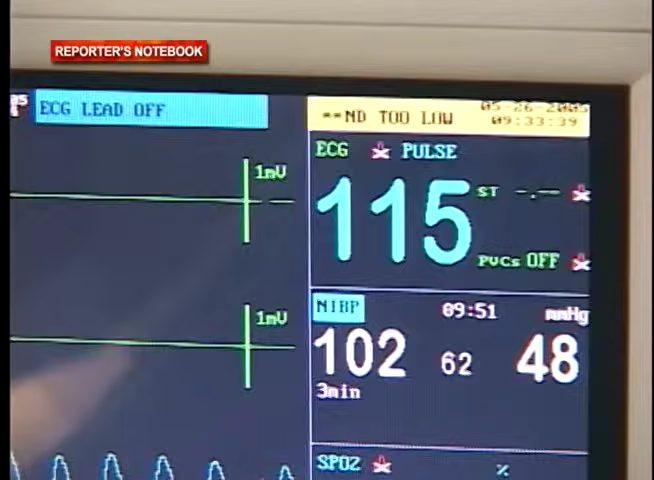 REPORTER'S NOTEBOOK
ECG LEAD OFF
**ND TOO LOW
05-26-2005
09:33:39
ECG PULSE
1mV
115
ST -.--
PVCs OFF
NIBP 09:51 mmHg
1mV
102 62 48
3min
SPO2 %